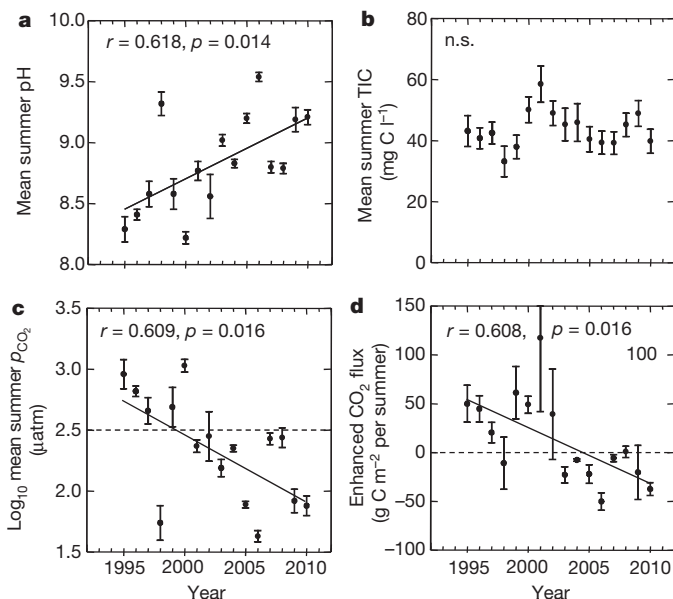 a
r = 0.618, p = 0.014
Mean summer pH
9.5
9.0
8.5
8.0
b
n.s.
Mean summer TIC
(mg C l⁻¹)
80
60
40
20
0
c
r = 0.609, p = 0.016
Log₁₀ mean summer pCO₂
(μatm)
3.5
3.0
2.5
2.0
1.5
1995
2000
2005
2010
Year
d
r = 0.608, p = 0.016
100
Enhanced CO₂ flux
(g C m⁻² per summer)
150
100
50
0
−50
−100
1995
2000
2005
2010
Year